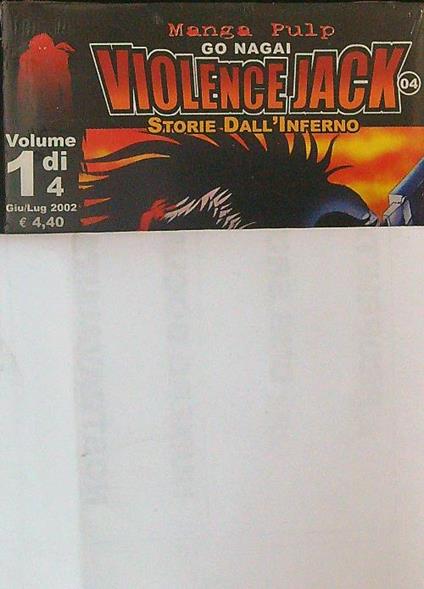 Manga Pulp
GO NAGAI
VIOLENCE JACK
04
STORIE DALL'INFERNO
Volume
1 di 4
Giu/Lug 2002
€ 4,40